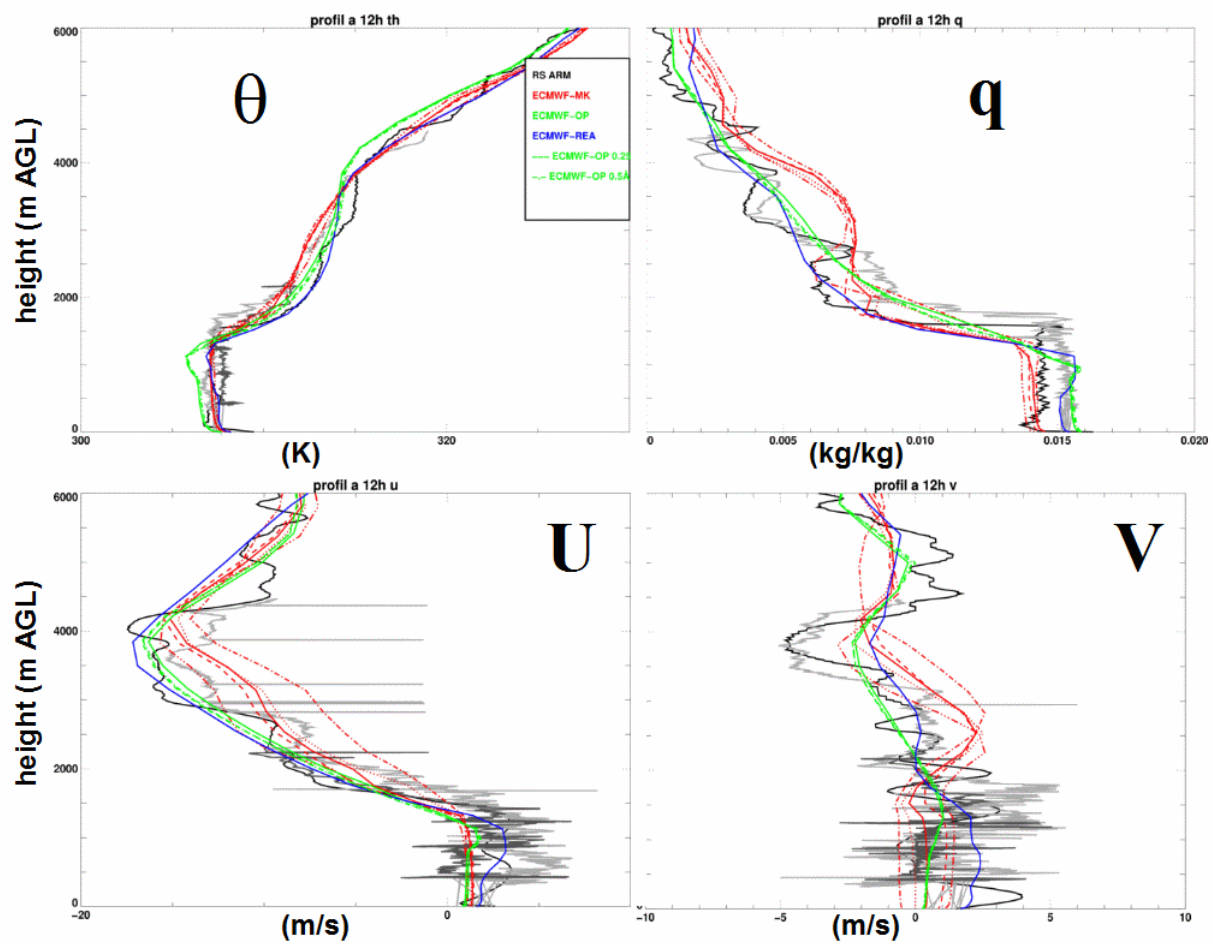 profil a 12h th
6000
4000
2000
0
300
320
(K)
height (m AGL)
θ
RS ARM
ECMWF-MK
ECMWF-OP
ECMWF-REA
--- ECMWF-OP 0.25
-.- ECMWF-OP 0.5Â
profil a 12h q
q
0
0.005
0.010
0.015
0.020
(kg/kg)
profil a 12h u
6000
4000
2000
0
-20
0
(m/s)
height (m AGL)
U
profil a 12h v
V
-10
-5
0
5
10
(m/s)